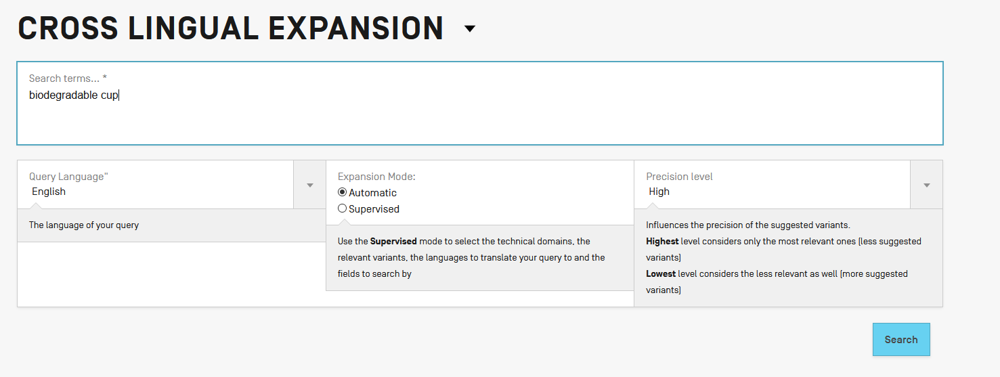 CROSS LINGUAL EXPANSION
Search terms... *
biodegradable cup
Query Language"
English
The language of your query
Expansion Mode:
Automatic
Supervised
Use the Supervised mode to select the technical domains, the
relevant variants, the languages to translate your query to and the
fields to search by
Precision level
High
Influences the precision of the suggested variants.
Highest level considers only the most relevant ones (less suggested
variants)
Lowest level considers the less relevant as well (more suggested
variants)
Search